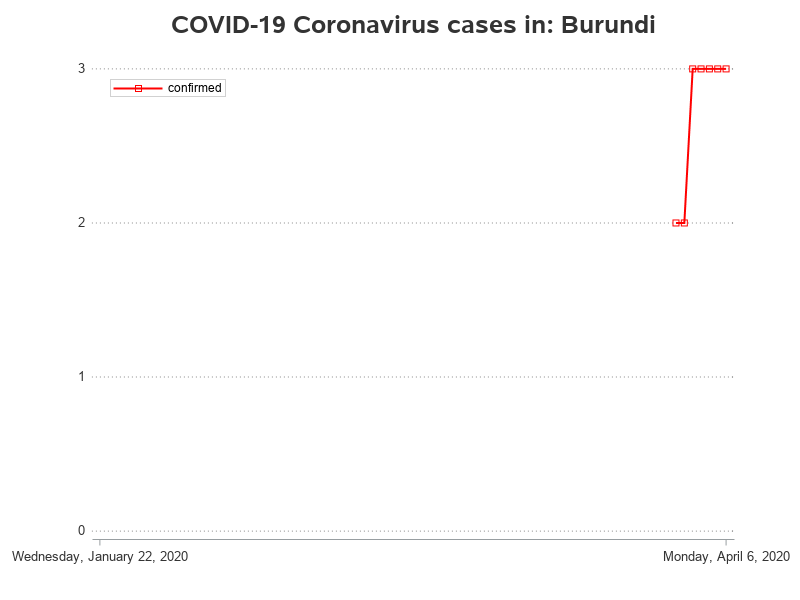 COVID-19 Coronavirus cases in: Burundi
3
confirmed
2
1
0
Wednesday, January 22, 2020
Monday, April 6, 2020